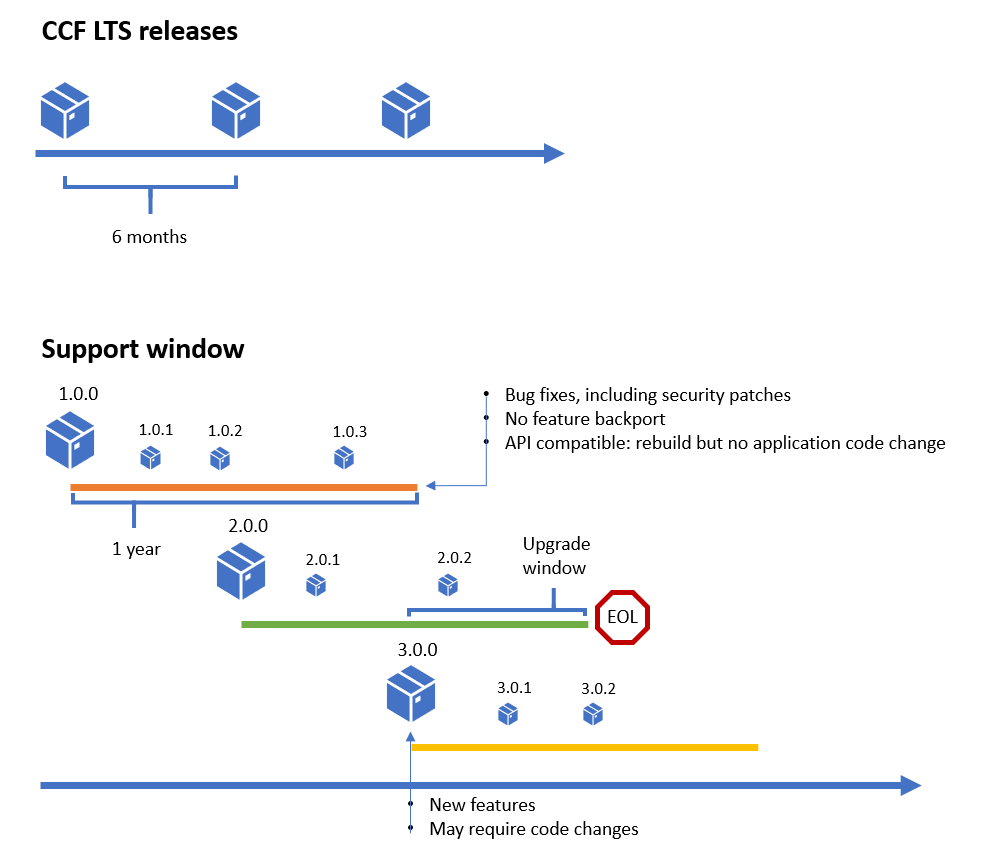 CCF LTS releases
6 months
Support window
1.0.0
1.0.1
1.0.2
1.0.3
• Bug fixes, including security patches
• No feature backport
• API compatible: rebuild but no application code change
1 year
2.0.0
2.0.1
2.0.2
Upgrade
window
EOL
3.0.0
3.0.1
3.0.2
• New features
• May require code changes